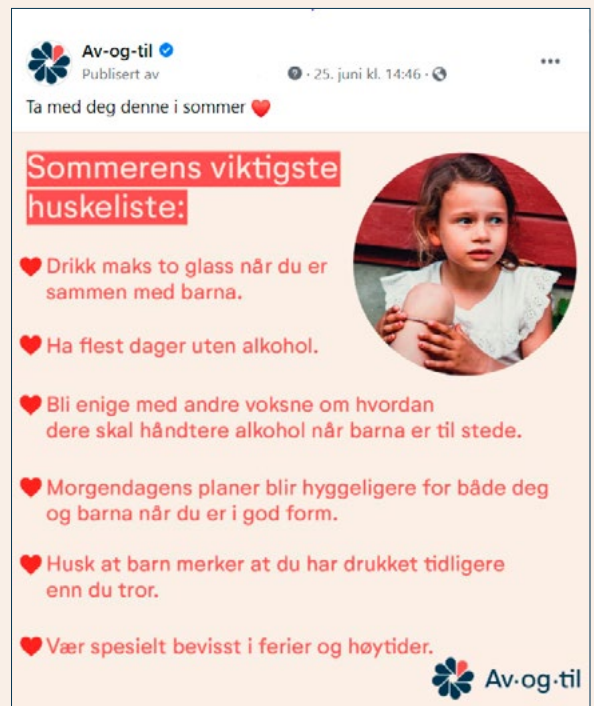 Av-og-til
Publisert av
25. juni kl. 14:46 ·
Ta med deg denne i sommer
Sommerens viktigste
huskeliste:
Drikk maks to glass når du er
sammen med barna.
Ha flest dager uten alkohol.
Bli enige med andre voksne om hvordan
dere skal håndtere alkohol når barna er til stede.
Morgendagens planer blir hyggeligere for både deg
og barna når du er i god form.
Husk at barn merker at du har drukket tidligere
enn du tror.
Vær spesielt bevisst i ferier og høytider.
Av·og·til